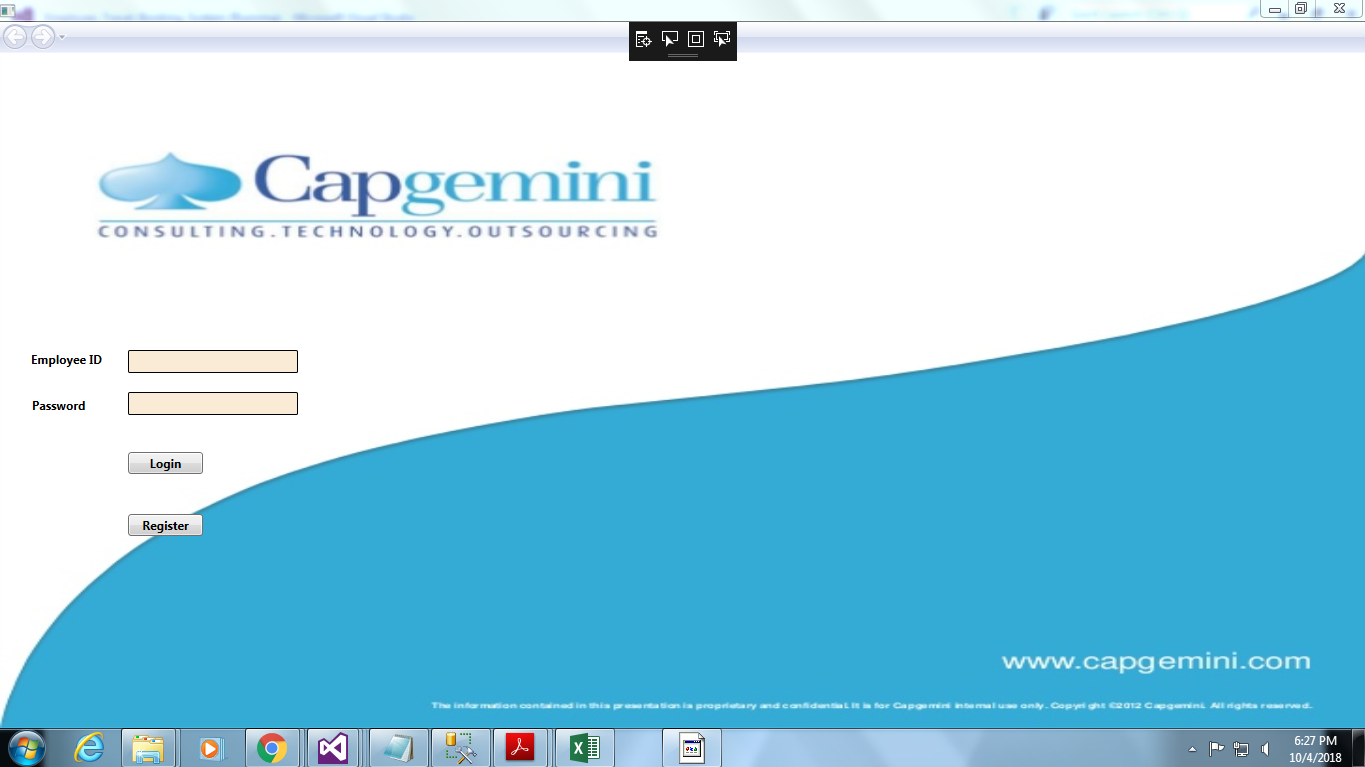 Capgemini
CONSULTING.TECHNOLOGY.OUTSOURCING
Employee ID
Password
Login
Register
www.capgemini.com
The information contained in this presentation is proprietary and confidential. It is for Capgemini internal use only. Copyright ©2012 Capgemini. All rights reserved.
6:27 PM
10/4/2018